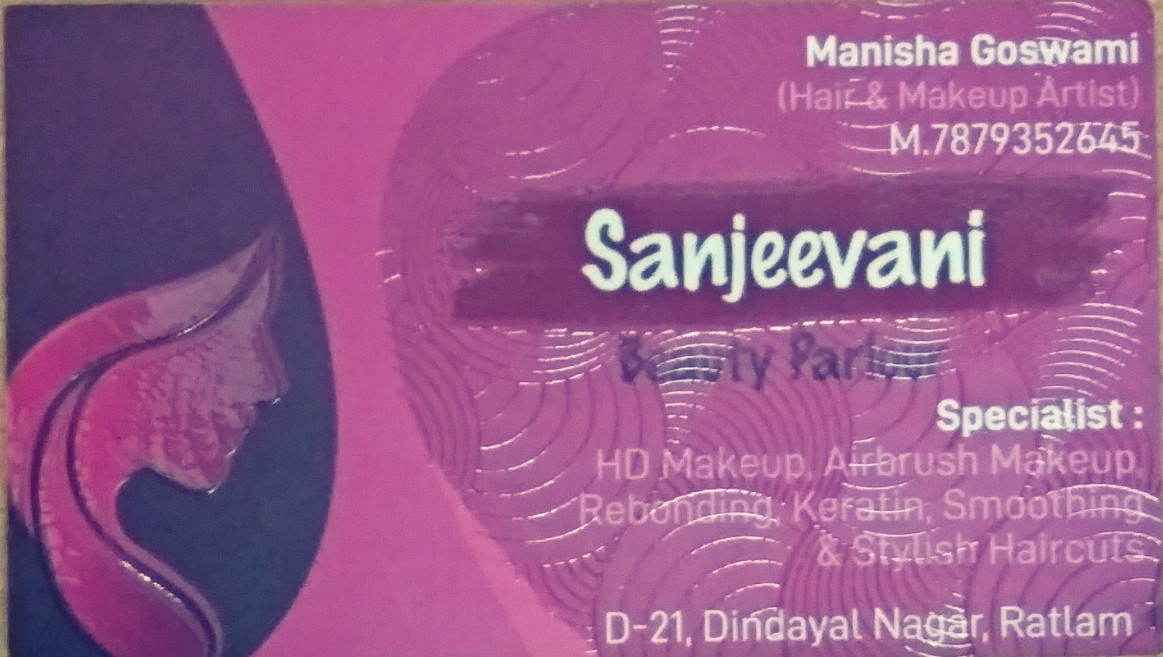 Manisha Goswami
(Hair & Makeup Artist)
M.7879352645
Sanjeevani
Beauty Parlour
Specialist :
HD Makeup, Airbrush Makeup,
Rebonding, Keratin, Smoothing
& Stylish Haircuts
D-21, Dindayal Nagar, Ratlam